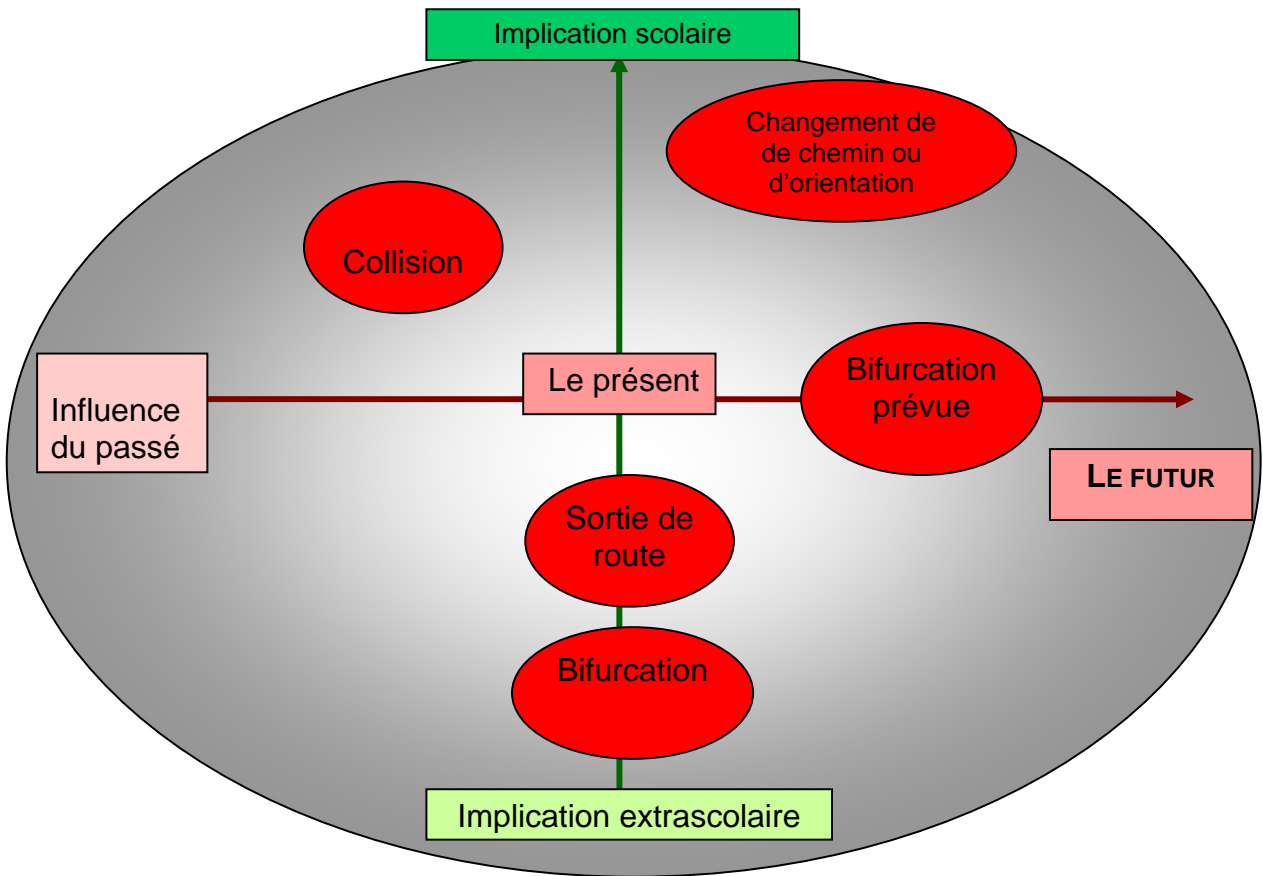 Implication scolaire
Changement de
de chemin ou
d'orientation
Collision
Le présent
Bifurcation
prévue
Influence
du passé
LE FUTUR
Sortie de
route
Bifurcation
Implication extrascolaire